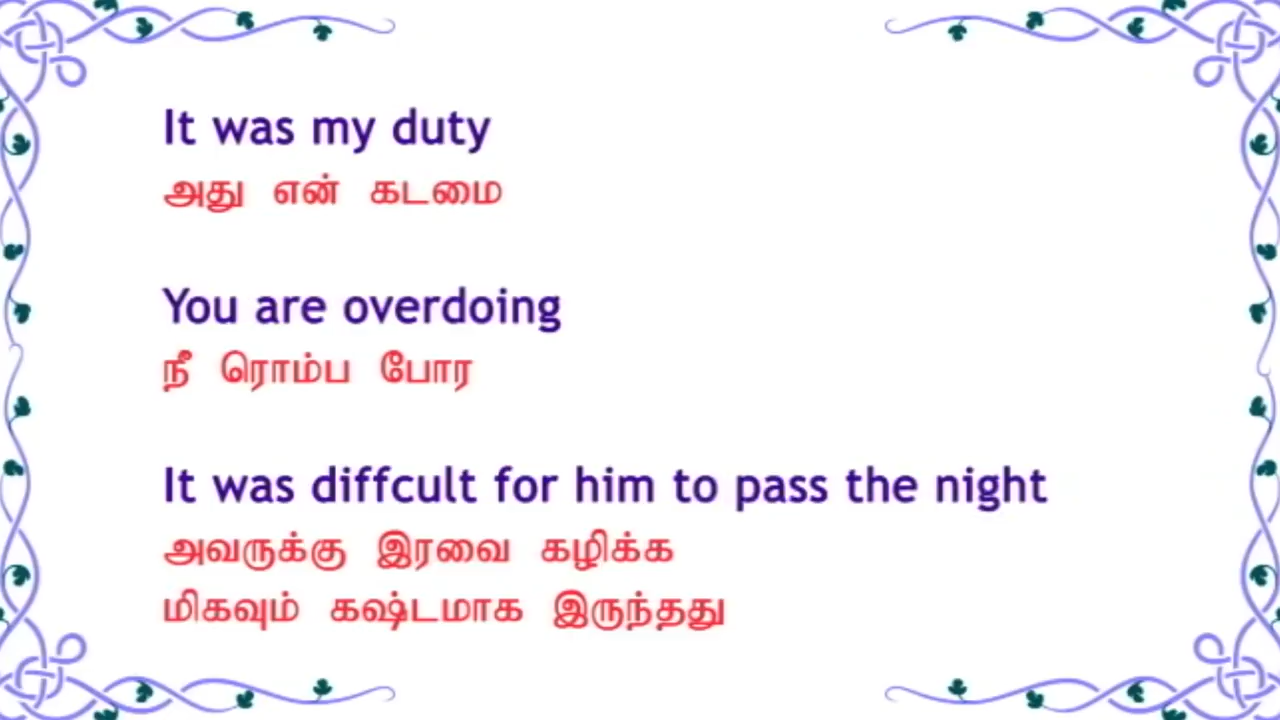 It was my duty
அது என் கடமை
You are overdoing
நீ ரொம்ப போர
It was diffcult for him to pass the night
அவருக்கு இரவை கழிக்க
மிகவும் கஷ்டமாக இருந்தது